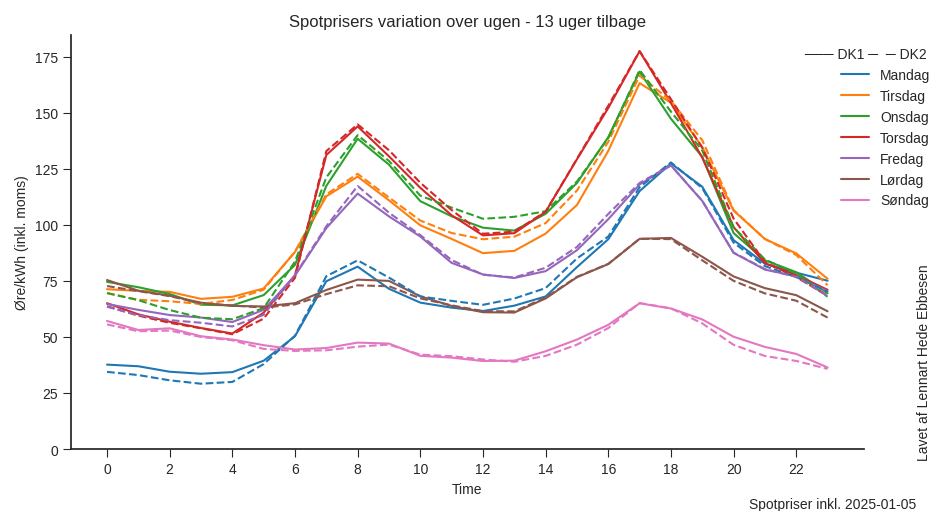 Spotprisers variation over ugen - 13 uger tilbage
DK1 DK2
Mandag
Tirsdag
Onsdag
Torsdag
Fredag
Lørdag
Søndag
175
150
125
100
75
50
25
0
Øre/kWh (inkl. moms)
0 2 4 6 8 10 12 14 16 18 20 22
Time
Lavet af Lennart Hede Ebbesen
Spotpriser inkl. 2025-01-05